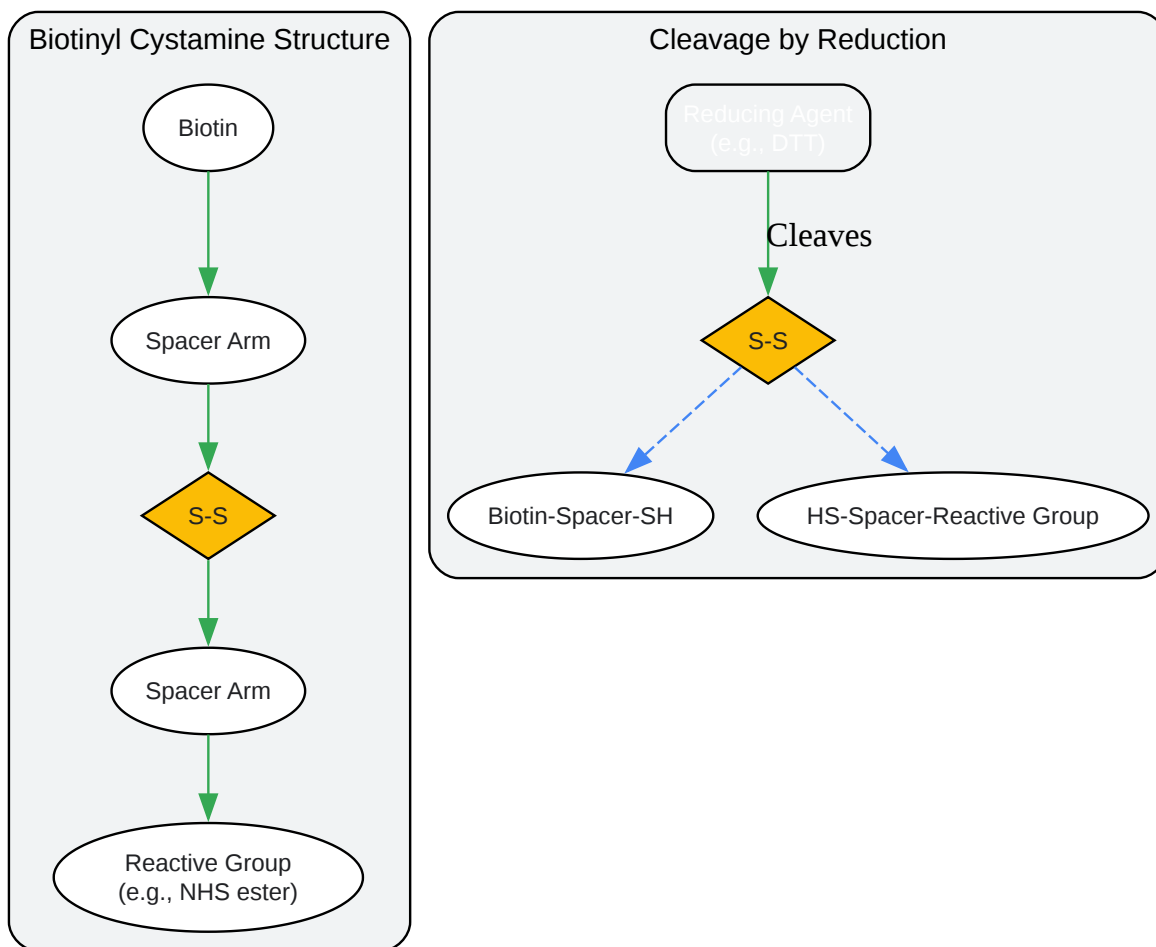 Biotinyl Cystamine Structure
Biotin
Spacer Arm
S-S
Spacer Arm
Reactive Group
(e.g., NHS ester)
Cleavage by Reduction
Reducing Agent
(e.g., DTT)
Cleaves
S-S
Biotin-Spacer-SH
HS-Spacer-Reactive Group